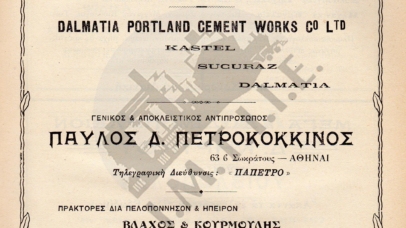 DALMATIA PORTLAND CEMENT WORKS Cº LTD
KASTEL
SUCURAZ
DALMATIA
ΓΕΝΙΚΟΣ & ΑΠΟΚΛΕΙΣΤΙΚΟΣ ΑΝΤΙΠΡΟΣΩΠΟΣ
ΠΑΥΛΟΣ Δ. ΠΕΤΡΟΚΟΚΚΙΝΟΣ
63 6 Σωκράτους — ΑΘΗΝΑΙ
Τηλεγραφική Διεύθυνσις: " ΠΑΠΕΤΡΟ "
ΠΡΑΚΤΟΡΕΣ ΔΙΑ ΠΕΛΟΠΟΝΝΗΣΟΝ & ΗΠΕΙΡΟΝ
ΒΛΑΧΟΣ & ΚΟΥΡΜΟΥΛΗΣ